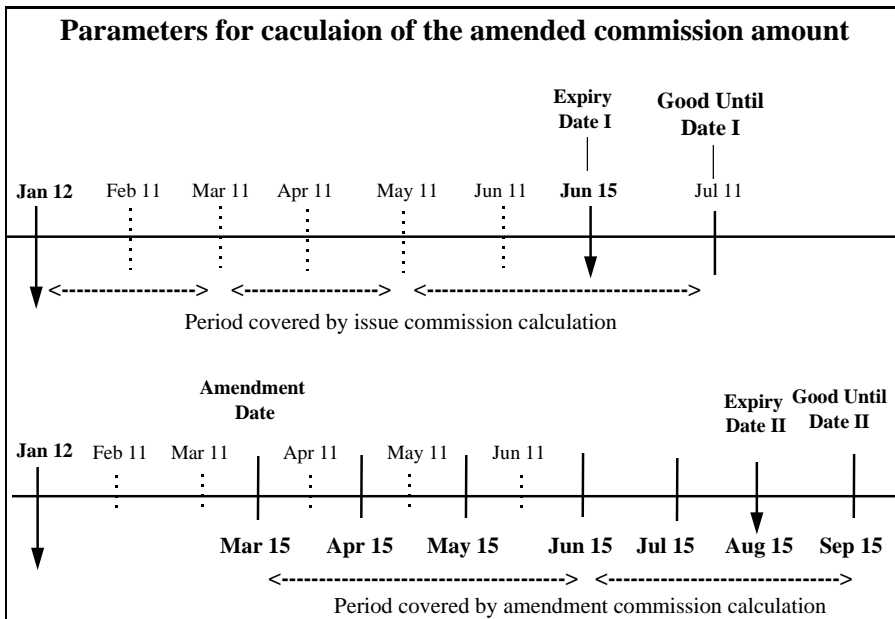 Parameters for caculaion of the amended commission amount
Expiry
Date I
Good Until
Date I
Jan 12 Feb 11 Mar 11 Apr 11 May 11 Jun 11 Jun 15 Jul 11
Period covered by issue commission calculation
Amendment
Date
Expiry
Date II
Good Until
Date II
Jan 12 Feb 11 Mar 11 Apr 11 May 11 Jun 11
Mar 15 Apr 15 May 15 Jun 15 Jul 15 Aug 15 Sep 15
Period covered by amendment commission calculation